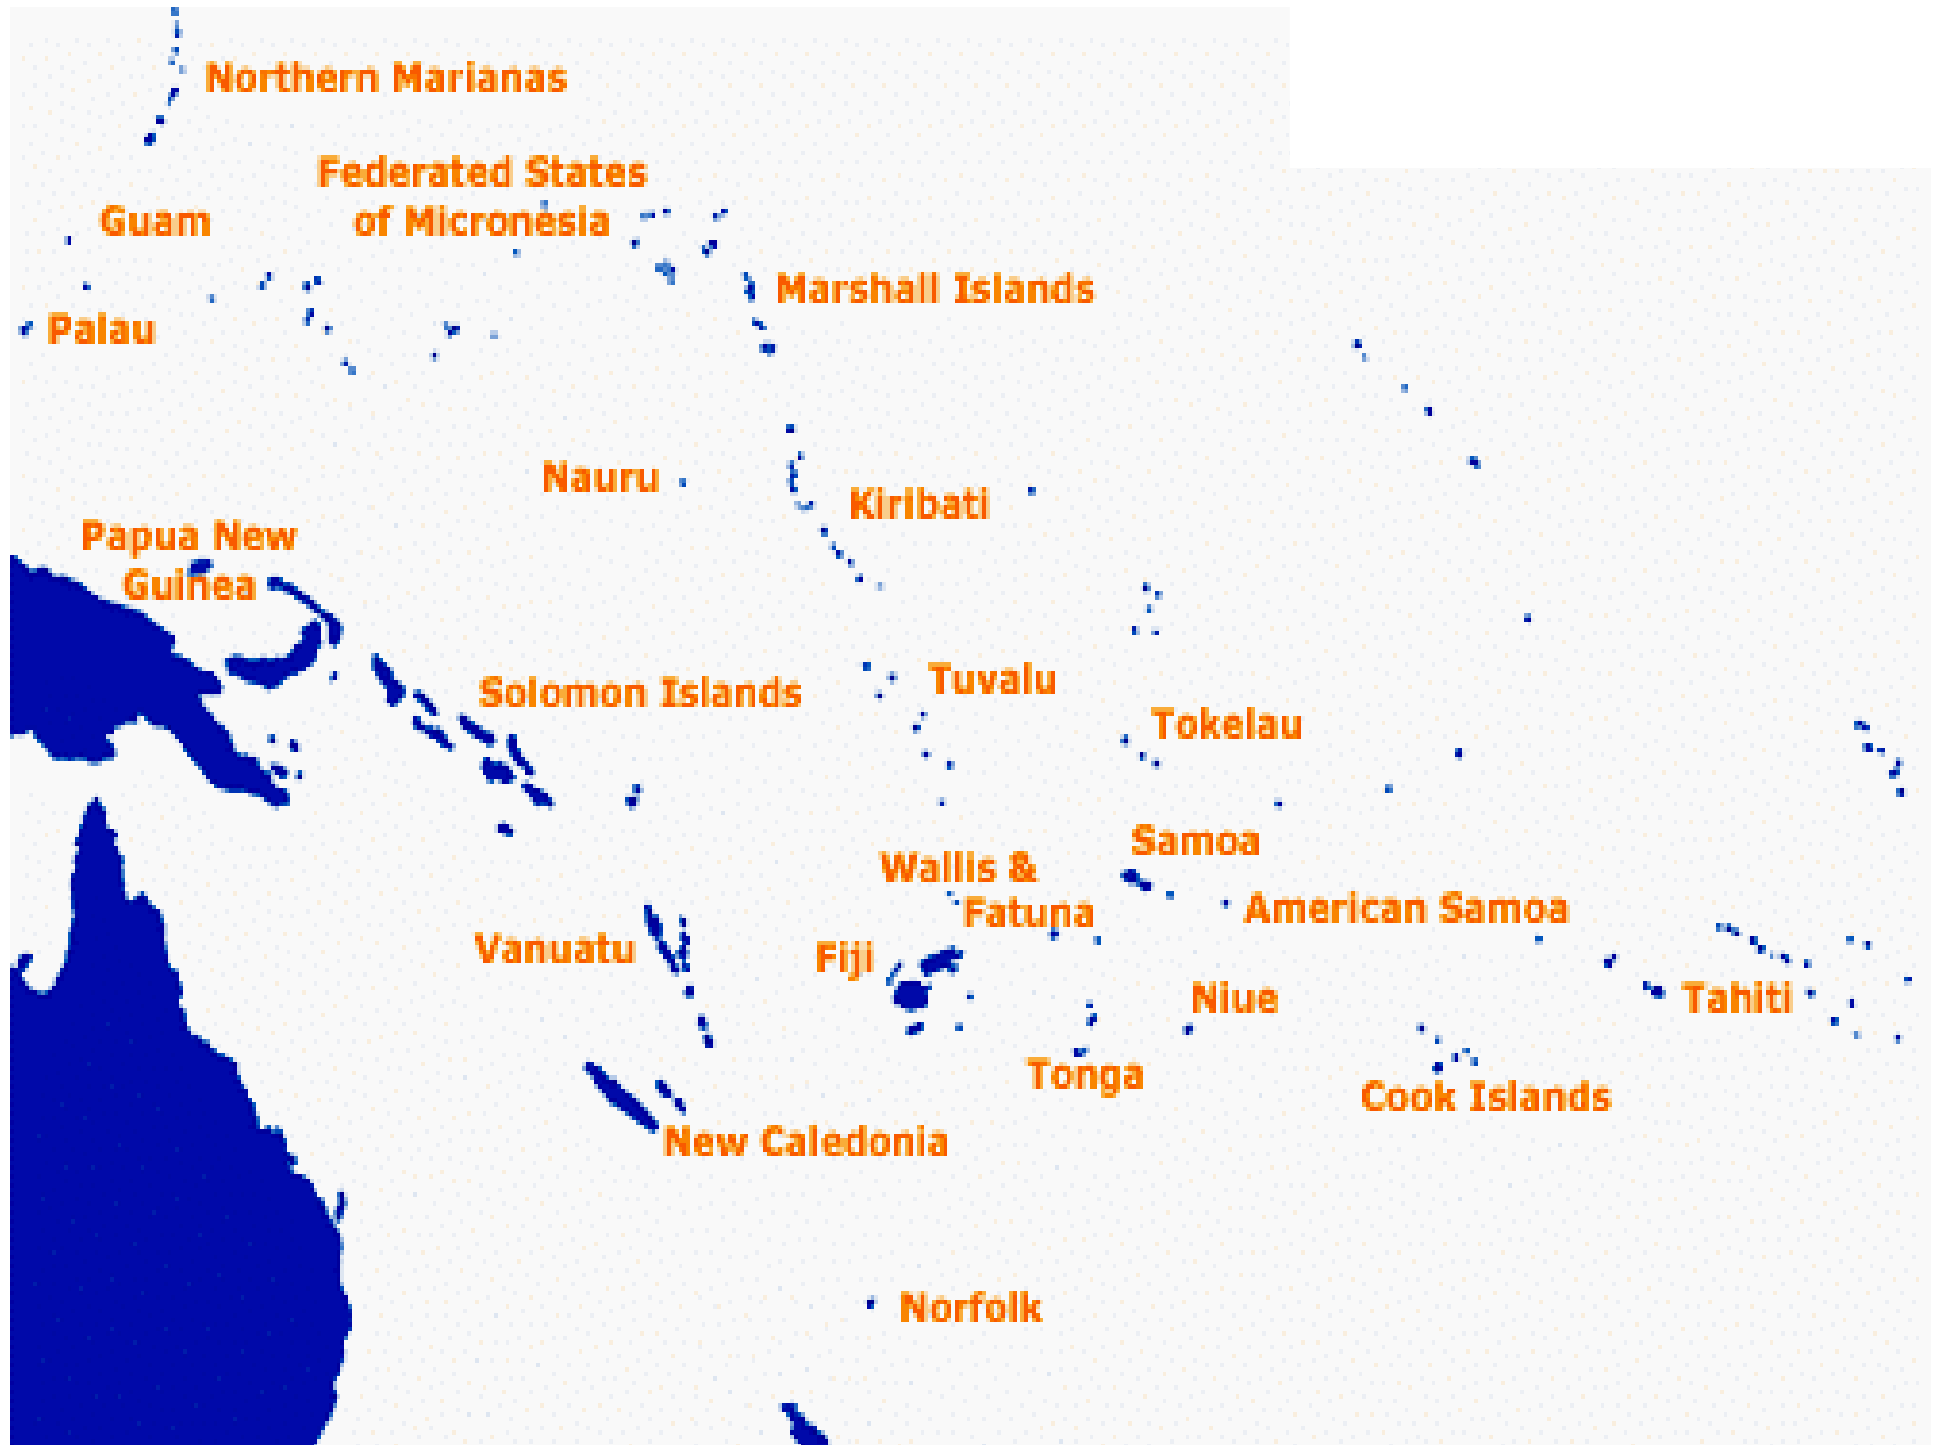 Northern Marianas
Federated States
of Micronesia
Guam
Marshall Islands
Palau
Nauru
Kiribati
Papua New
Guinea
Solomon Islands
Tuvalu
Tokelau
Samoa
Wallis &
Fatuna
American Samoa
Vanuatu
Fiji
Niue
Tahiti
Tonga
Cook Islands
New Caledonia
Norfolk